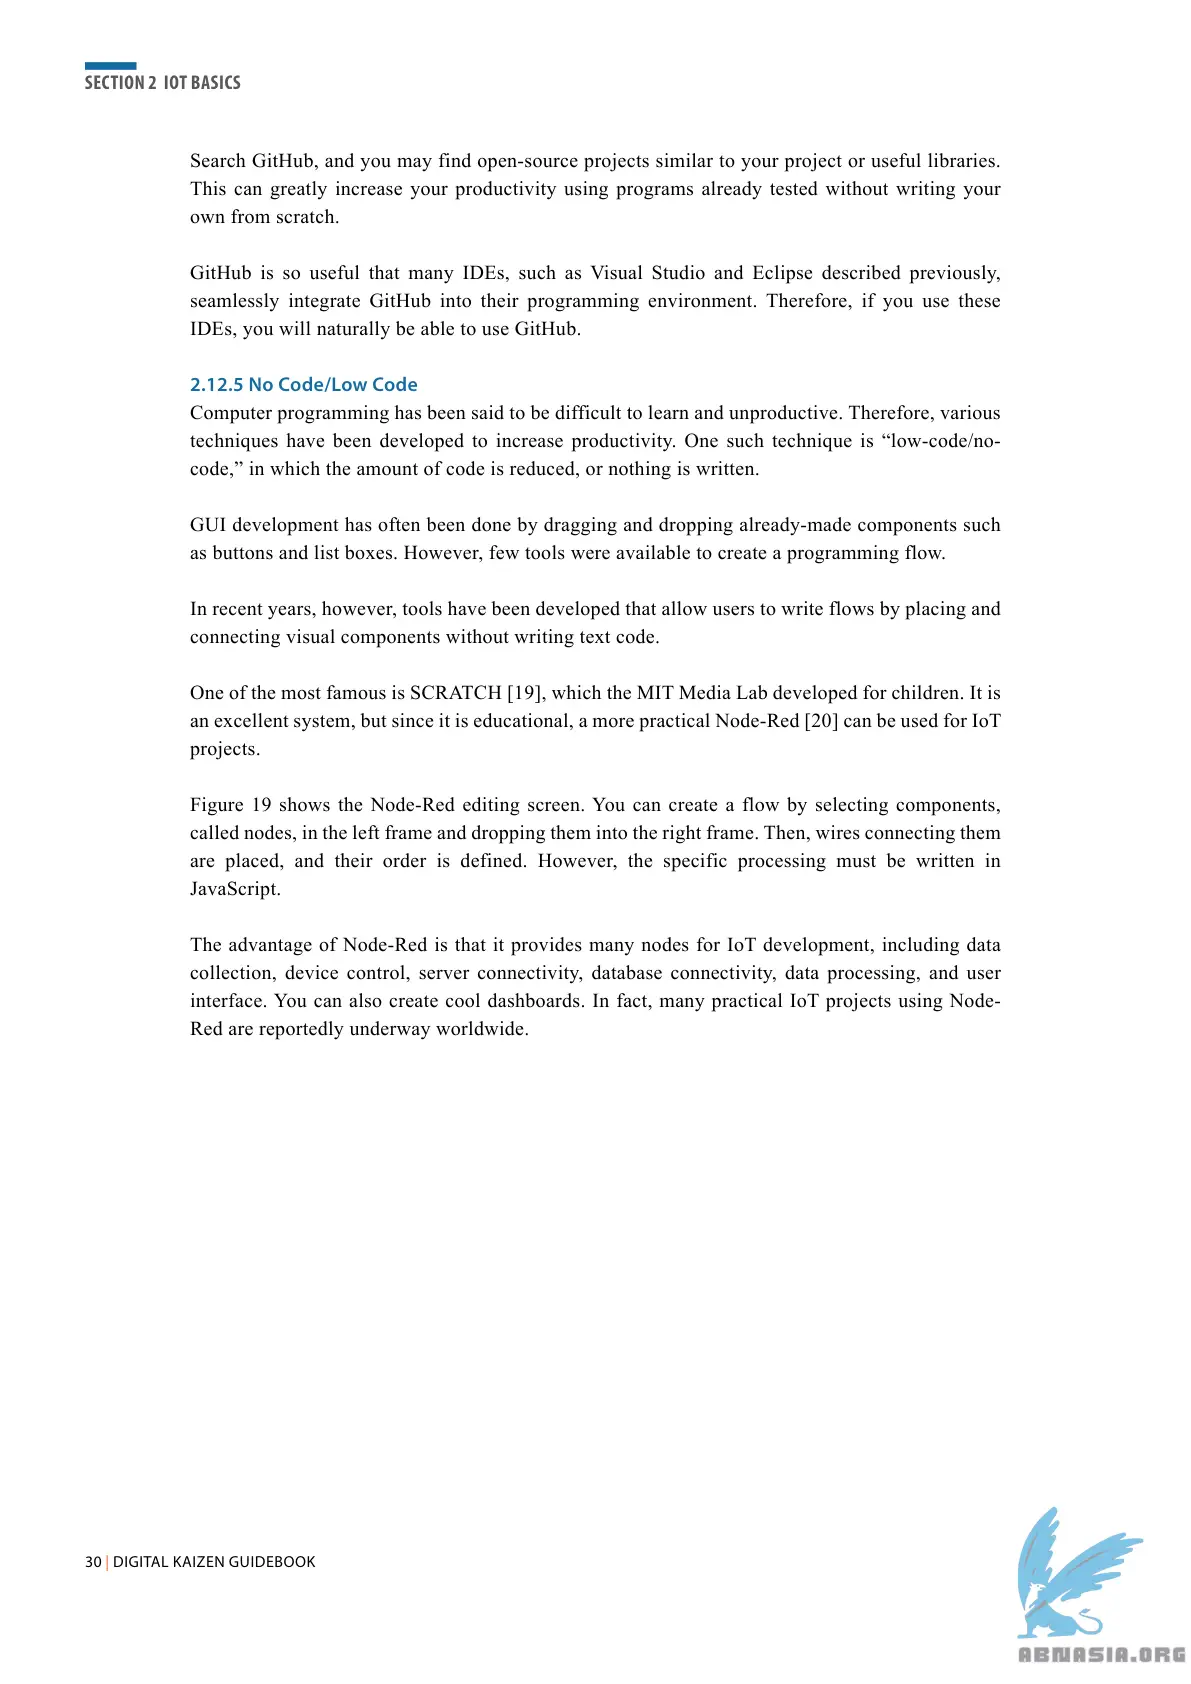 SECTION 2 IOT BASICS
Search GitHub, and you may find open-source projects similar to your project or useful libraries.
This can greatly increase your productivity using programs already tested without writing your
own from scratch.
GitHub is so useful that many IDEs, such as Visual Studio and Eclipse described previously,
seamlessly integrate GitHub into their programming environment. Therefore, if you use these
IDEs, you will naturally be able to use GitHub.
2.12.5 No Code/Low Code
Computer programming has been said to be difficult to learn and unproductive. Therefore, various
techniques have been developed to increase productivity. One such technique is “low-code/no-
code,” in which the amount of code is reduced, or nothing is written.
GUI development has often been done by dragging and dropping already-made components such
as buttons and list boxes. However, few tools were available to create a programming flow.
In recent years, however, tools have been developed that allow users to write flows by placing and
connecting visual components without writing text code.
One of the most famous is SCRATCH [19], which the MIT Media Lab developed for children. It is
an excellent system, but since it is educational, a more practical Node-Red [20] can be used for IoT
projects.
Figure 19 shows the Node-Red editing screen. You can create a flow by selecting components,
called nodes, in the left frame and dropping them into the right frame. Then, wires connecting them
are placed, and their order is defined. However, the specific processing must be written in
JavaScript.
The advantage of Node-Red is that it provides many nodes for IoT development, including data
collection, device control, server connectivity, database connectivity, data processing, and user
interface. You can also create cool dashboards. In fact, many practical IoT projects using Node-
Red are reportedly underway worldwide.
30 | DIGITAL KAIZEN GUIDEBOOK
ABNASIA.ORG